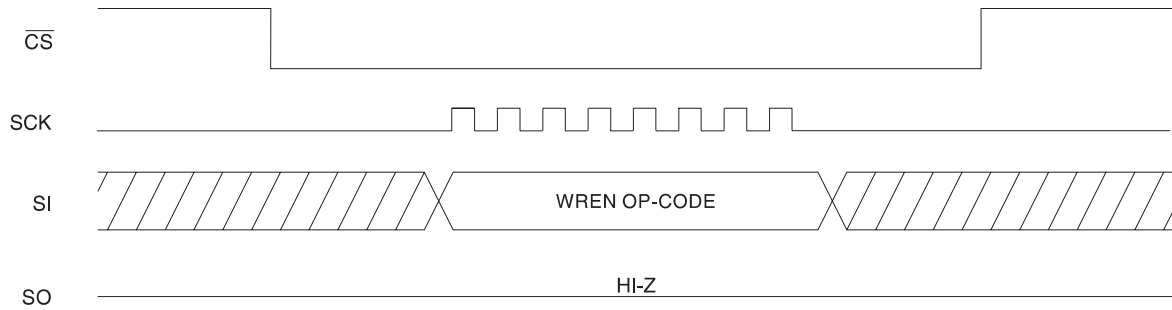 CS
SCK
SI
WREN OP-CODE
SO
HI-Z